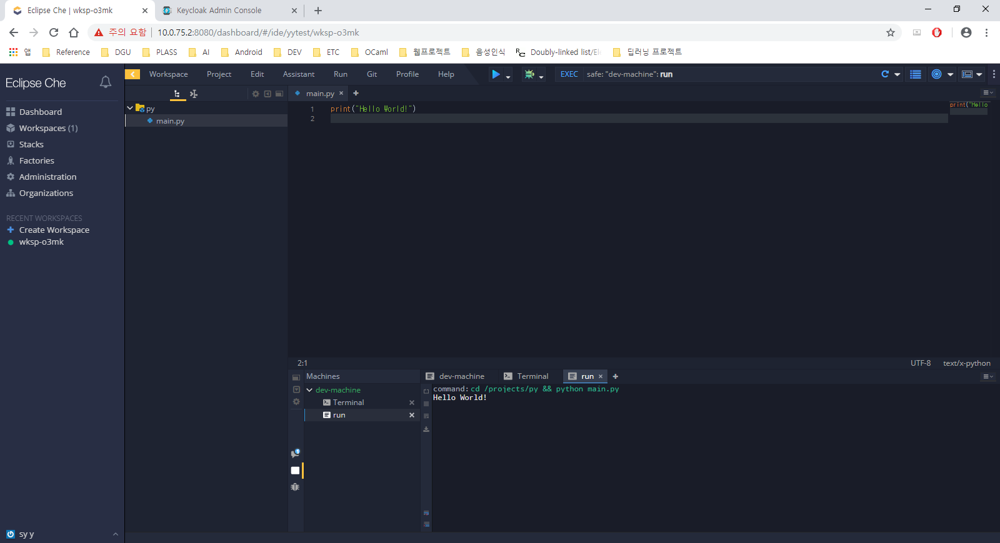 Eclipse Che | wksp-o3mk
Keycloak Admin Console
주의 요함 | 10.0.75.2:8080/dashboard/#/ide/yytest/wksp-o3mk
앱 Reference DGU PLASS AI Android DEV ETC OCaml 웹프로젝트 음성인식 Doubly-linked list/Ele 딥러닝 프로젝트
Eclipse Che
Dashboard
Workspaces (1)
Stacks
Factories
Administration
Organizations
RECENT WORKSPACES
Create Workspace
wksp-o3mk
sy y
Workspace Project Edit Assistant Run Git Profile Help
EXEC safe: "dev-machine": run
py
main.py
main.py
1 print("Hello World!")
2
print("Hello
2:1 UTF-8 text/x-python
Machines
dev-machine
Terminal
run
dev-machine Terminal run
command: cd /projects/py && python main.py
Hello World!